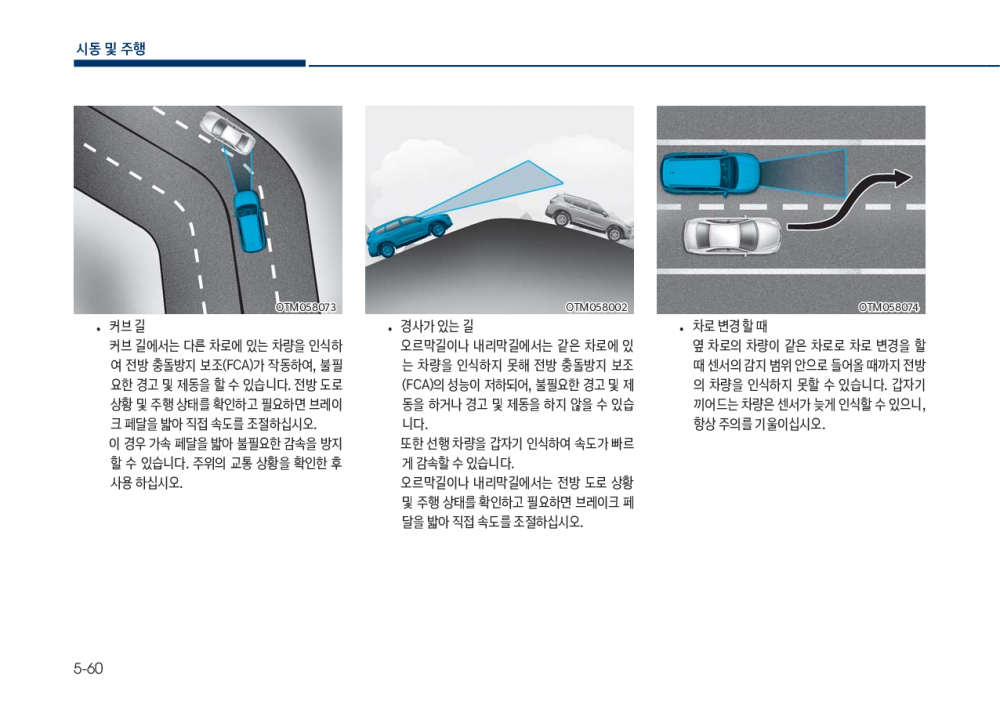 시동 및 주행
OTM058073
• 커브 길
커브 길에서는 다른 차로에 있는 차량을 인식하
여 전방 충돌방지 보조(FCA)가 작동하여, 불필
요한 경고 및 제동을 할 수 있습니다. 전방 도로
상황 및 주행 상태를 확인하고 필요하면 브레이
크 페달을 밟아 직접 속도를 조절하십시오.
이 경우 가속 페달을 밟아 불필요한 감속을 방지
할 수 있습니다. 주위의 교통 상황을 확인한 후
사용 하십시오.
OTM058002
• 경사가 있는 길
오르막길이나 내리막길에서는 같은 차로에 있
는 차량을 인식하지 못해 전방 충돌방지 보조
(FCA)의 성능이 저하되어, 불필요한 경고 및 제
동을 하거나 경고 및 제동을 하지 않을 수 있습
니다.
또한 선행 차량을 갑자기 인식하여 속도가 빠르
게 감속할 수 있습니다.
오르막길이나 내리막길에서는 전방 도로 상황
및 주행 상태를 확인하고 필요하면 브레이크 페
달을 밟아 직접 속도를 조절하십시오.
OTM058074
• 차로 변경 할 때
옆 차로의 차량이 같은 차로로 차로 변경을 할
때 센서의 감지 범위 안으로 들어올 때까지 전방
의 차량을 인식하지 못할 수 있습니다. 갑자기
끼어드는 차량은 센서가 늦게 인식할 수 있으니,
항상 주의를 기울이십시오.
5-60